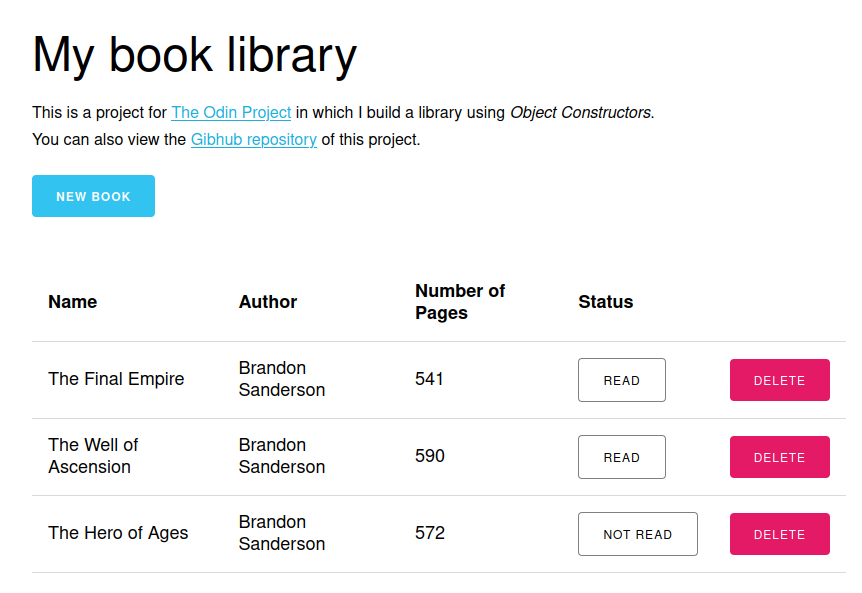 My book library
This is a project for The Odin Project in which I build a library using Object Constructors.
You can also view the Gibhub repository of this project.
NEW BOOK
Name Author Number of Pages Status
The Final Empire Brandon Sanderson 541 READ DELETE
The Well of Ascension Brandon Sanderson 590 READ DELETE
The Hero of Ages Brandon Sanderson 572 NOT READ DELETE